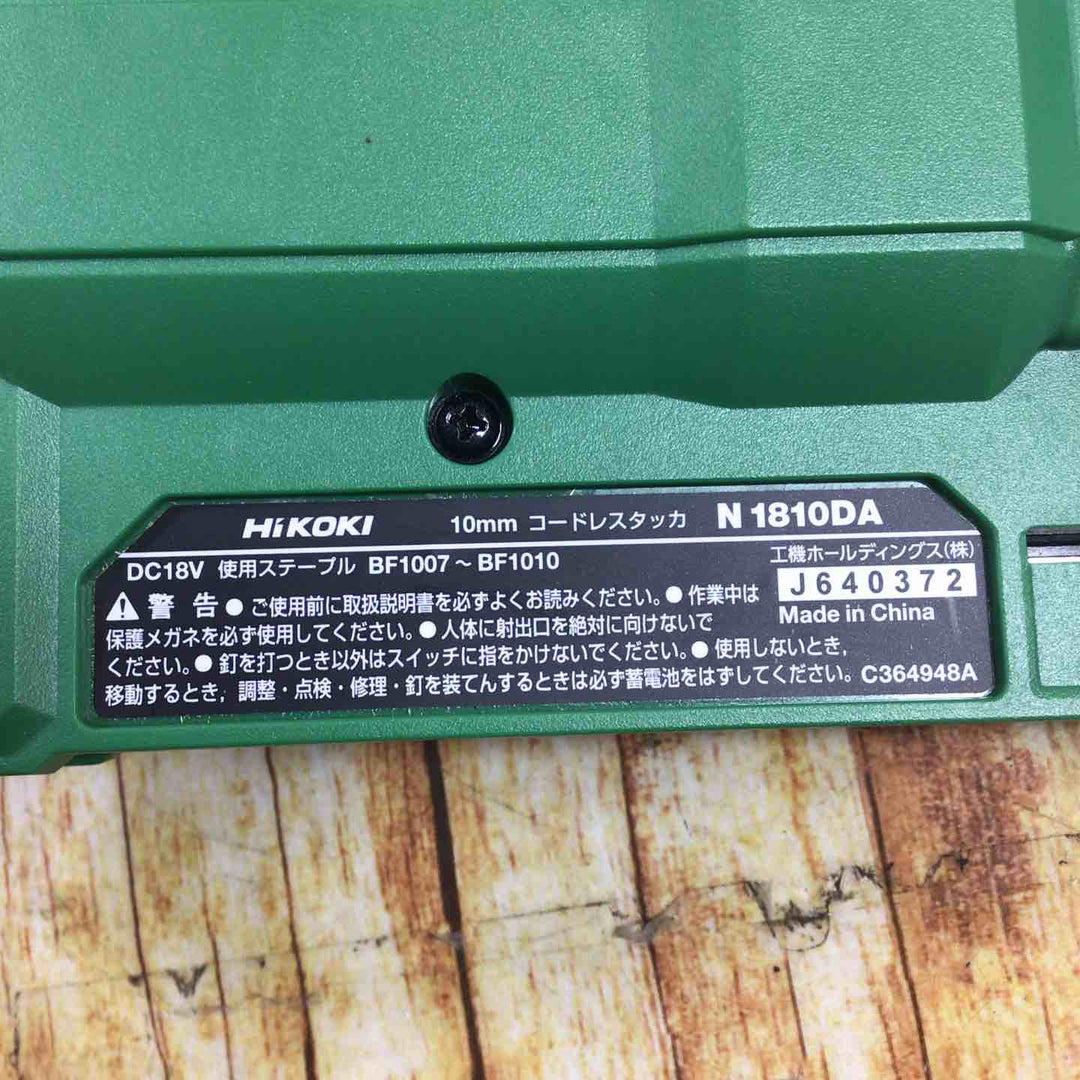 HiKOKI 10mm コードレスタッカ N 1810DA
DC18V 使用ステープル BF1007～BF1010 工機ホールディングス(株)
J640372
Made in China
⚠ 警告 ● ご使用前に取扱説明書を必ずよくお読みください。● 作業中は
保護メガネを必ず使用してください。● 人体に射出口を絶対に向けないで
ください。● 釘を打つとき以外はスイッチに指をかけないでください。● 使用しないとき，
移動するとき，調整・点検・修理・釘を装てんするときは必ず蓄電池をはずしてください。 C364948A